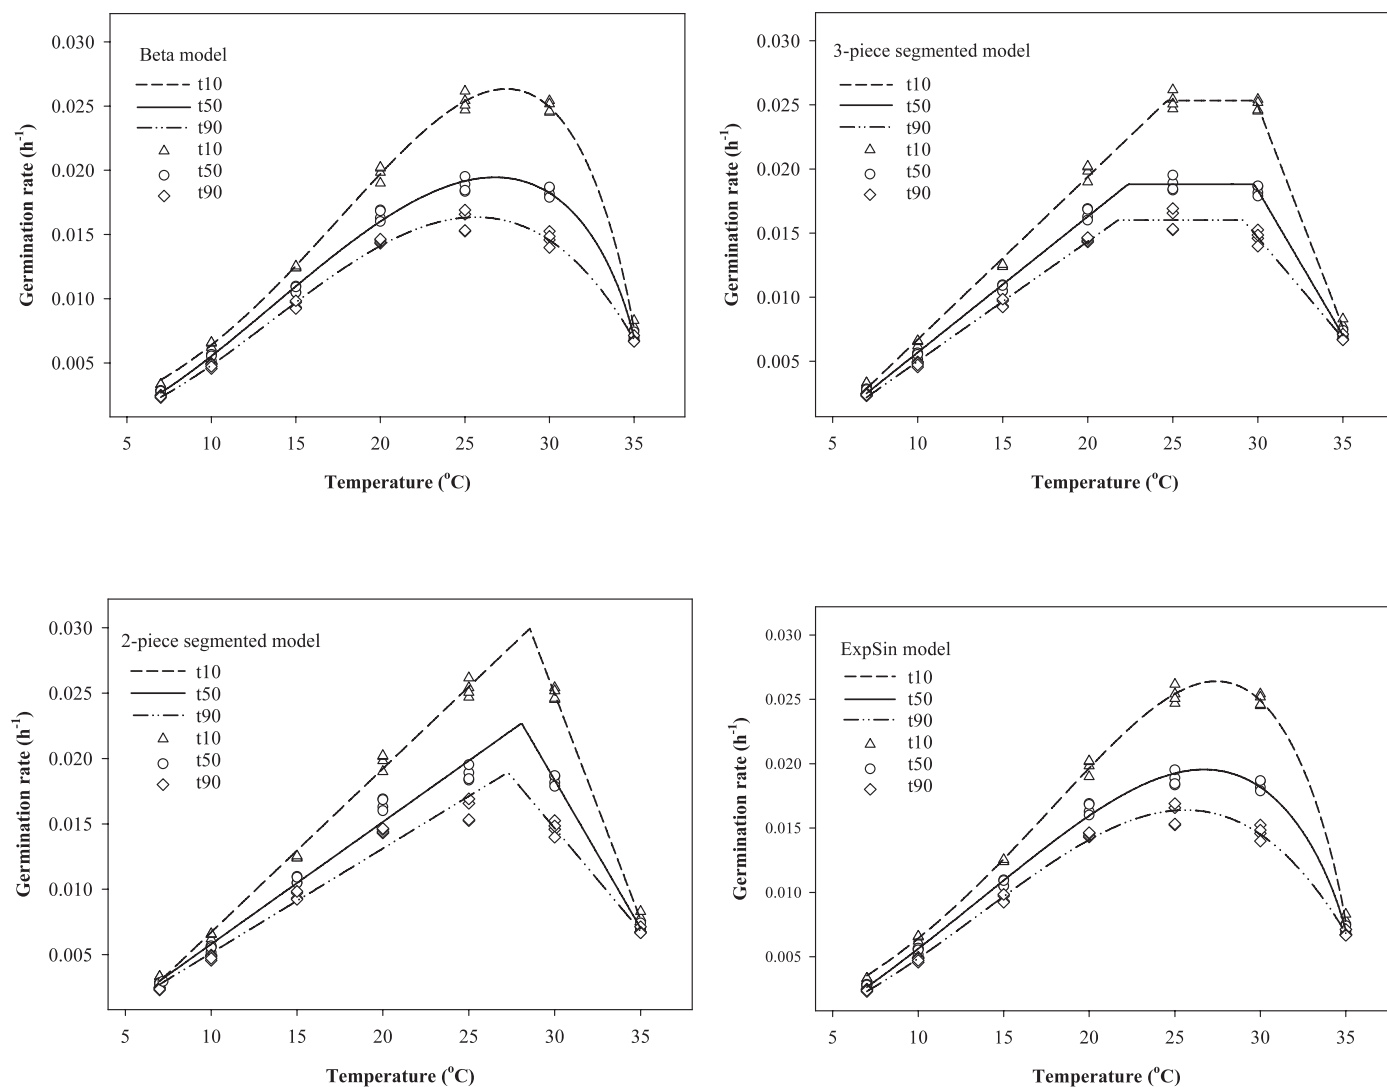 Beta model
t10
t50
t90
t10
t50
t90
0.030
0.025
0.020
0.015
0.010
0.005
Germination rate (h-1)
5 10 15 20 25 30 35
Temperature (oC)
3-piece segmented model
t10
t50
t90
t10
t50
t90
0.030
0.025
0.020
0.015
0.010
0.005
Germination rate (h-1)
5 10 15 20 25 30 35
Temperature (oC)
2-piece segmented model
t10
t50
t90
t10
t50
t90
0.030
0.025
0.020
0.015
0.010
0.005
Germination rate (h-1)
5 10 15 20 25 30 35
Temperature (oC)
ExpSin model
t10
t50
t90
t10
t50
t90
0.030
0.025
0.020
0.015
0.010
0.005
Germination rate (h-1)
5 10 15 20 25 30 35
Temperature (oC)